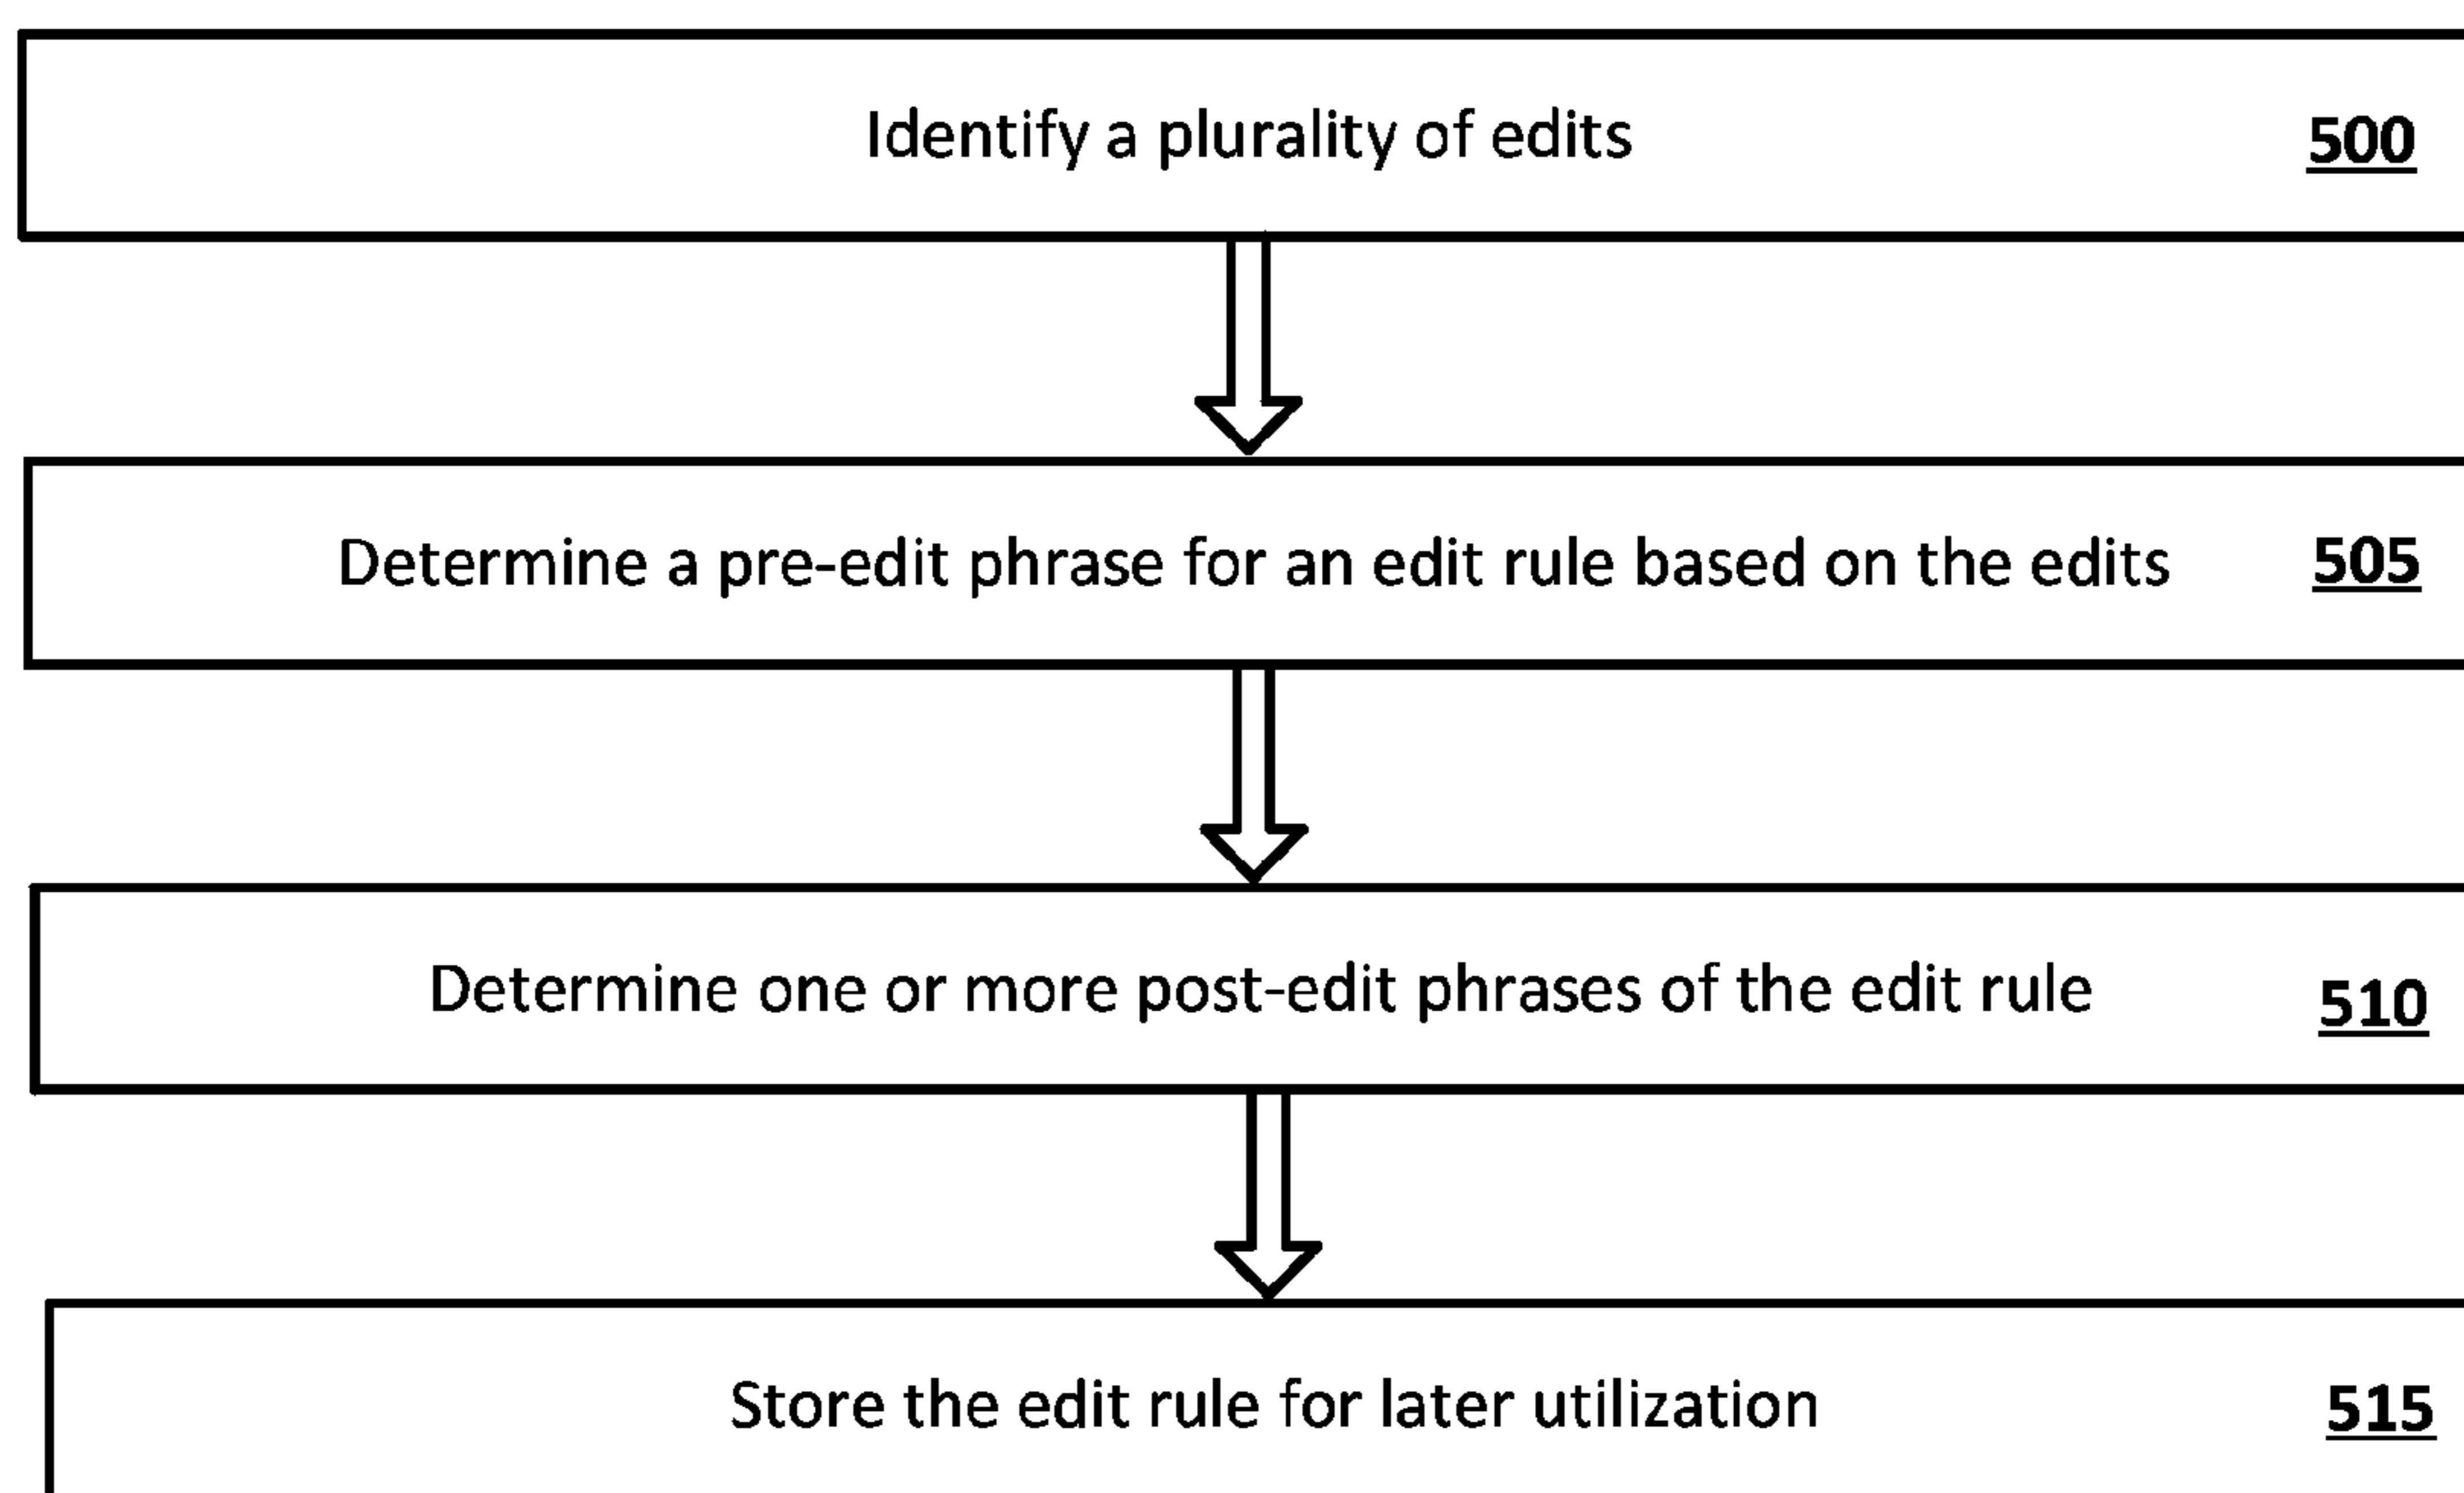 Identify a plurality of edits 500
Determine a pre-edit phrase for an edit rule based on the edits 505
Determine one or more post-edit phrases of the edit rule 510
Store the edit rule for later utilization 515